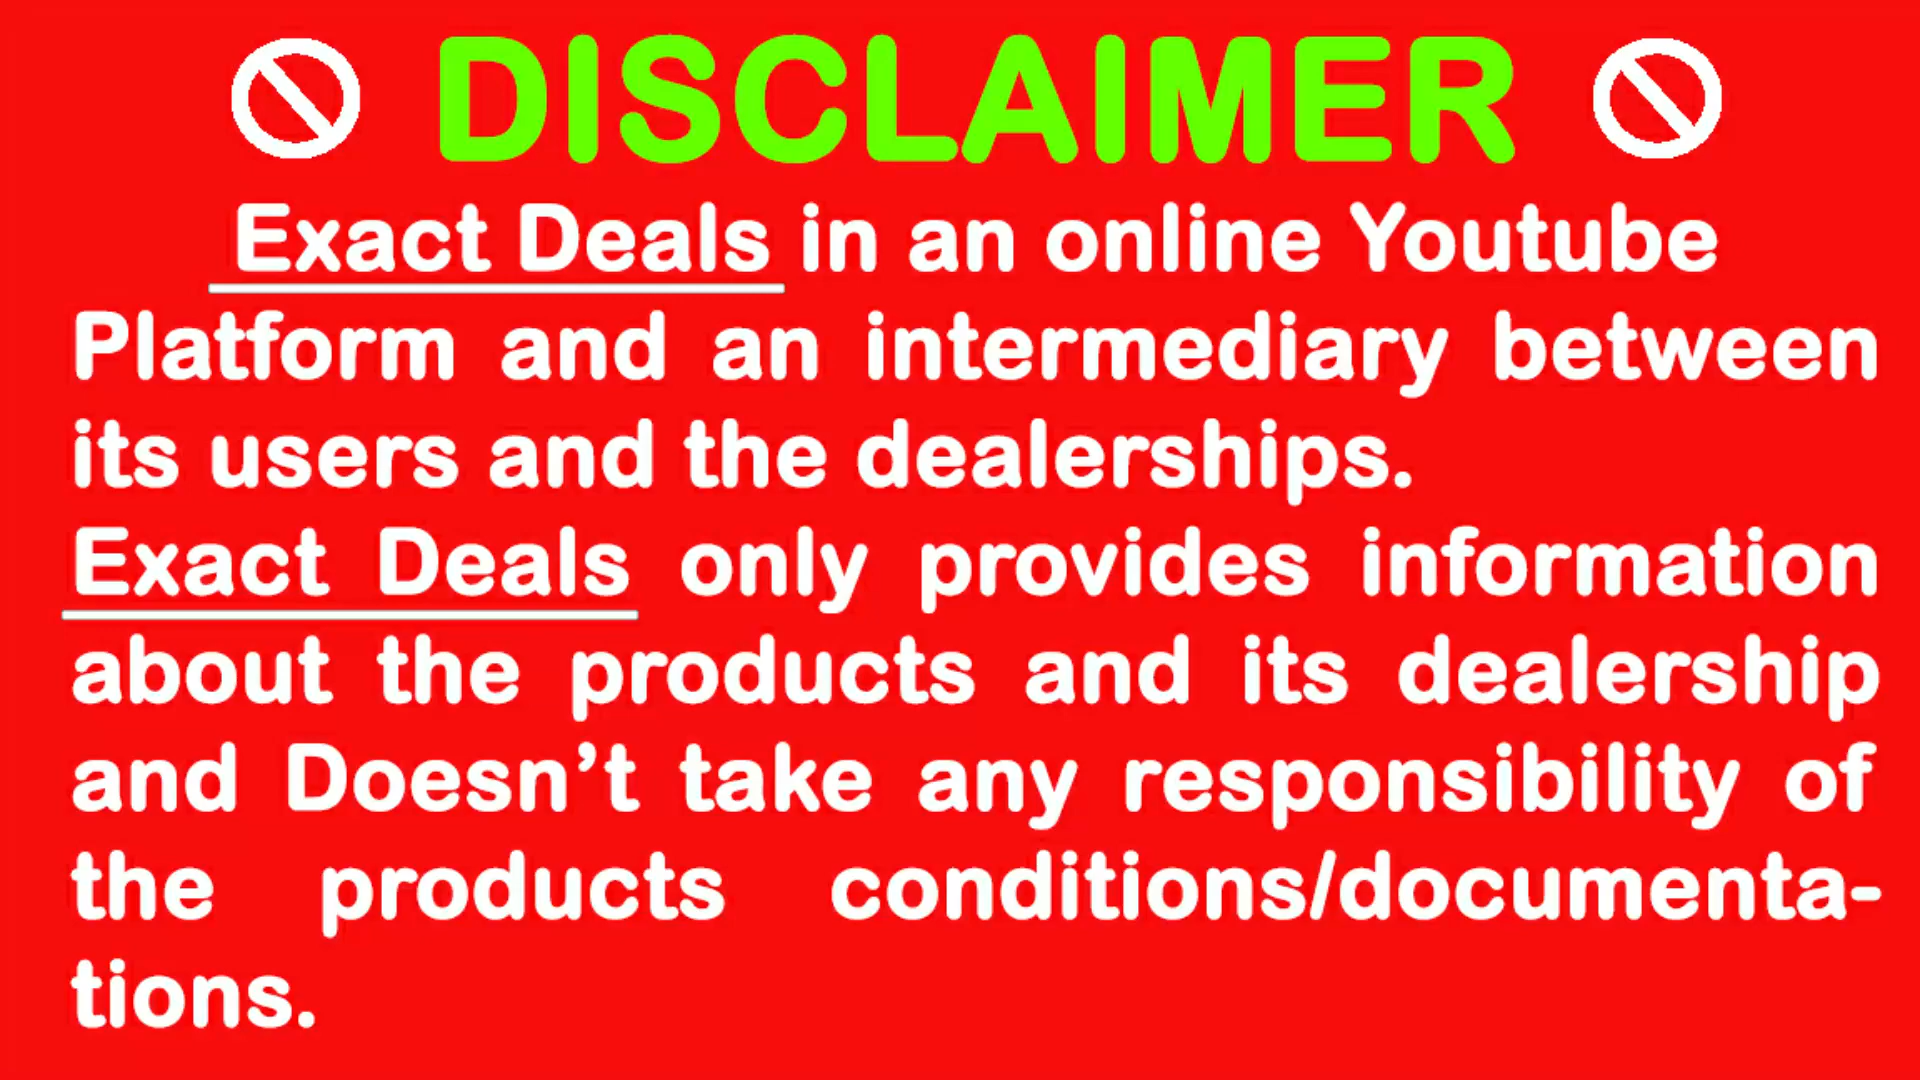 DISCLAIMER
Exact Deals in an online Youtube
Platform and an intermediary between
its users and the dealerships.
Exact Deals only provides information
about the products and its dealership
and Doesn’t take any responsibility of
the products conditions/documenta-
tions.